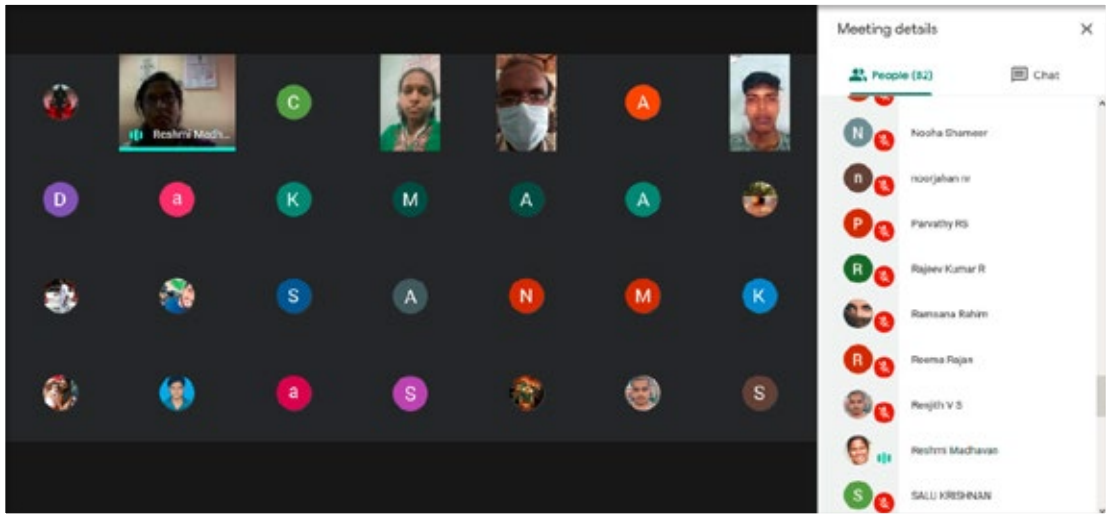 Meeting details
People (82)
Chat
C
Reshmi Madh...
A
D
a
K
M
A
A
S
A
N
M
K
a
S
S
N Nooha Shameer
n noorjahan nr
P Parvathy RS
R Rajeev Kumar R
Ramsana Rahim
R Reema Rajan
Renjith V S
Reshmi Madhavan
S SALU KRISHNAN